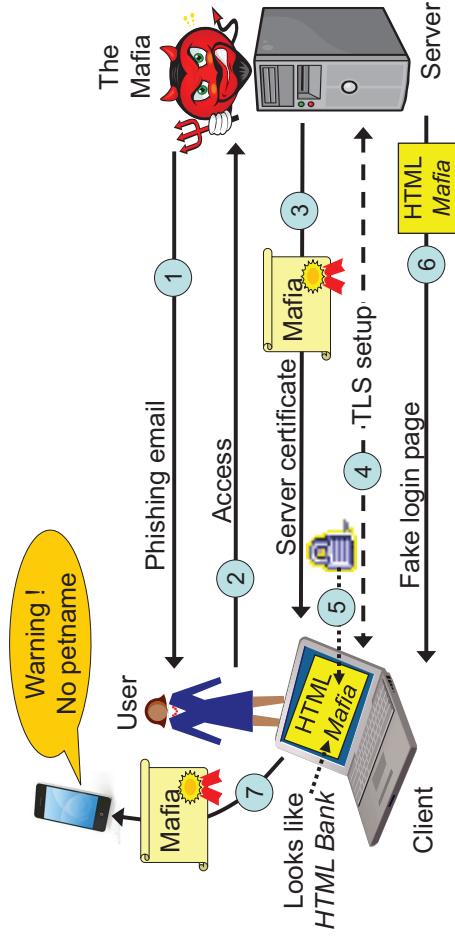 The
Mafia
Server
1
Phishing email
2
Access
3
Mafia
Server certificate
4
TLS setup
5
6
HTML
Mafia
Fake login page
Warning !
No petname
User
Mafia
7
HTML
Mafia
Looks like
HTML Bank
Client